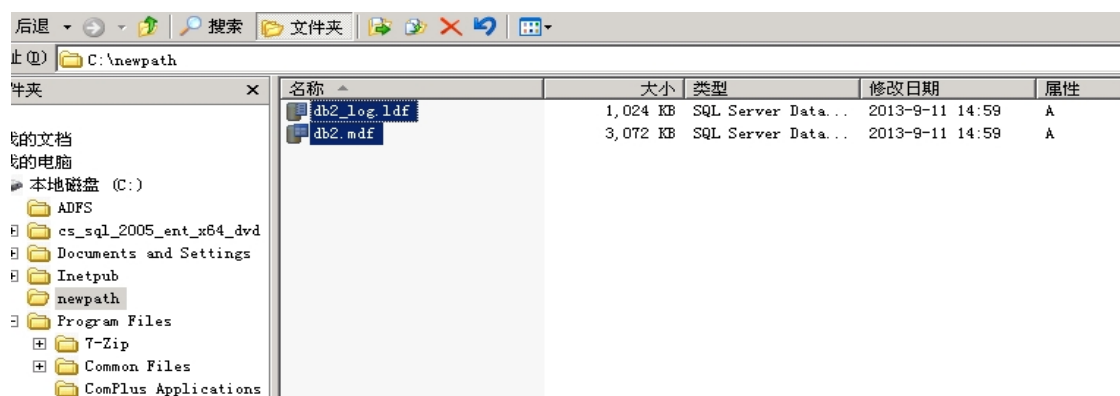 后退 搜索 文件夹
址(D) C:\newpath
件夹
名称 大小 类型 修改日期 属性
db2_log.ldf 1,024 KB SQL Server Data... 2013-9-11 14:59 A
db2.mdf 3,072 KB SQL Server Data... 2013-9-11 14:59 A
我的文档
我的电脑
本地磁盘 (C:)
ADFS
cs_sql_2005_ent_x64_dvd
Documents and Settings
Inetpub
newpath
Program Files
7-Zip
Common Files
ComPlus Applications